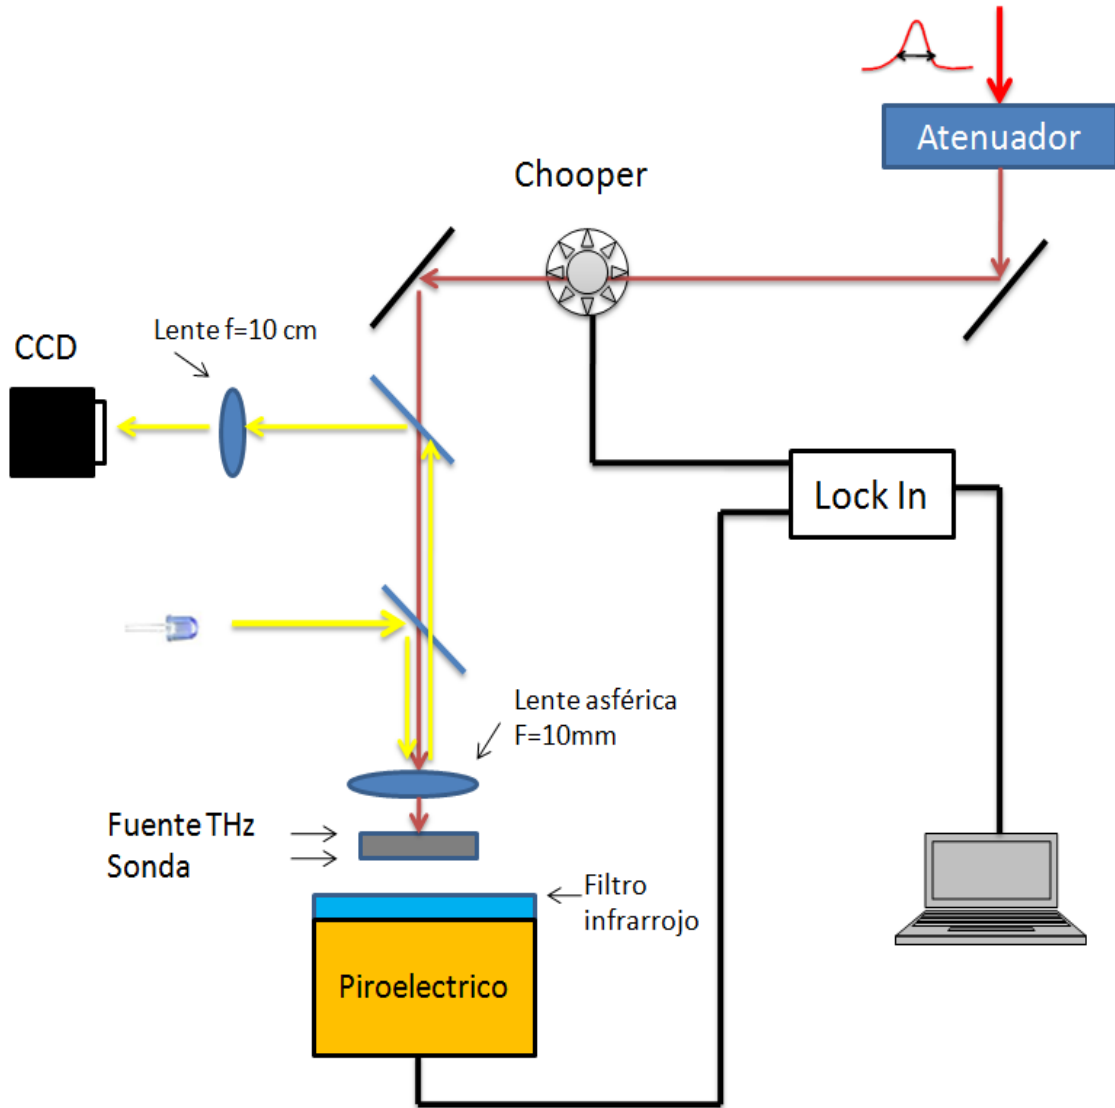 Atenuador
Chooper
Lente f=10 cm
CCD
Lock In
Lente asférica
F=10mm
Fuente THz
Sonda
Filtro
infrarrojo
Piroelectrico